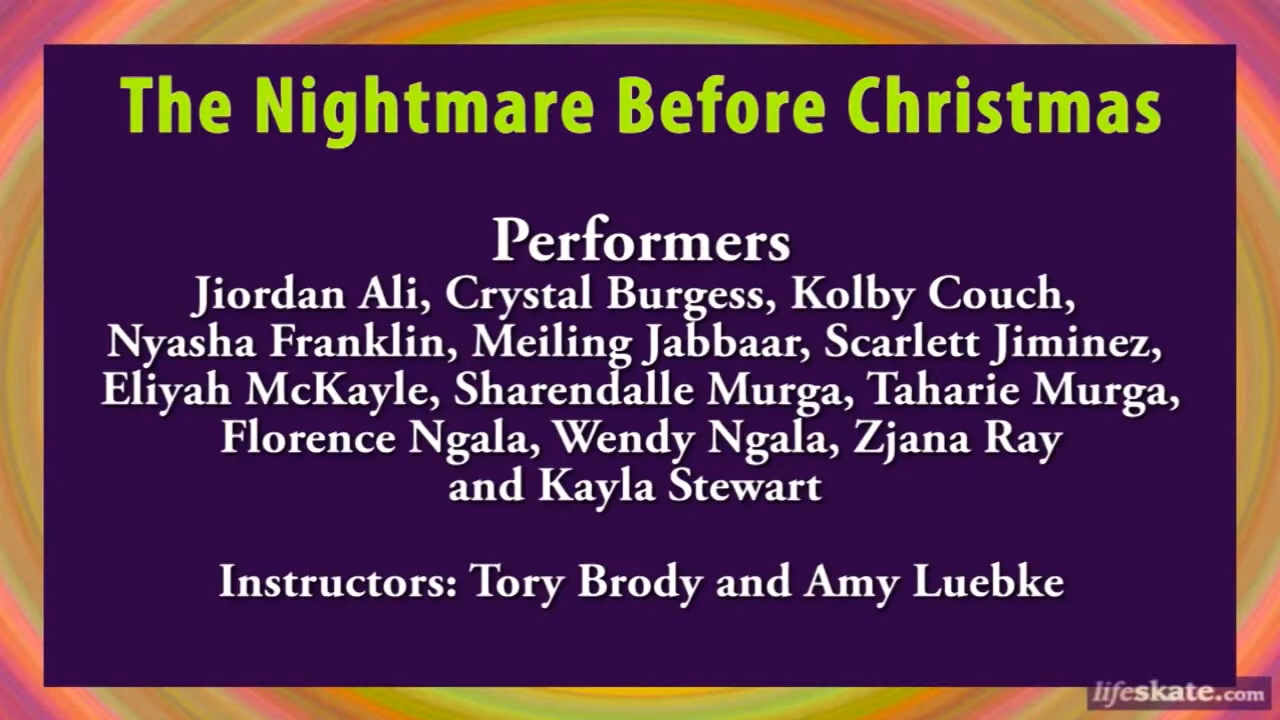 The Nightmare Before Christmas
Performers
Jiordan Ali, Crystal Burgess, Kolby Couch,
Nyasha Franklin, Meiling Jabbaar, Scarlett Jiminez,
Eliyah McKayle, Sharendalle Murga, Taharie Murga,
Florence Ngala, Wendy Ngala, Zjana Ray
and Kayla Stewart
Instructors: Tory Brody and Amy Luebke
lifeskate.com